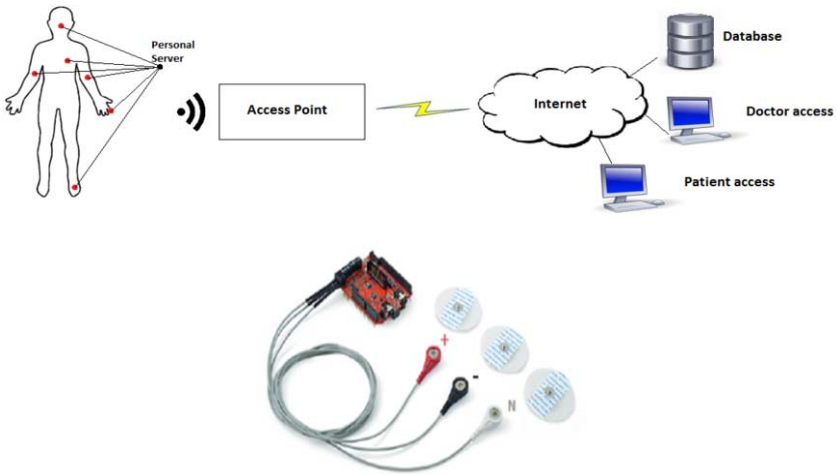 Personal
Server
Access Point
Internet
Database
Doctor access
Patient access
+
-
N